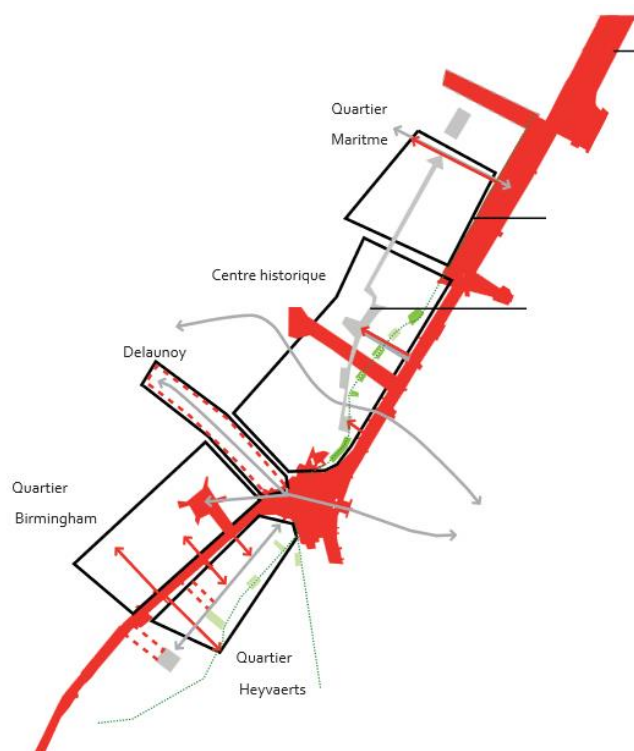 Quartier
Maritme
Centre historique
Delaunoy
Quartier
Birmingham
Quartier
Heyvaerts